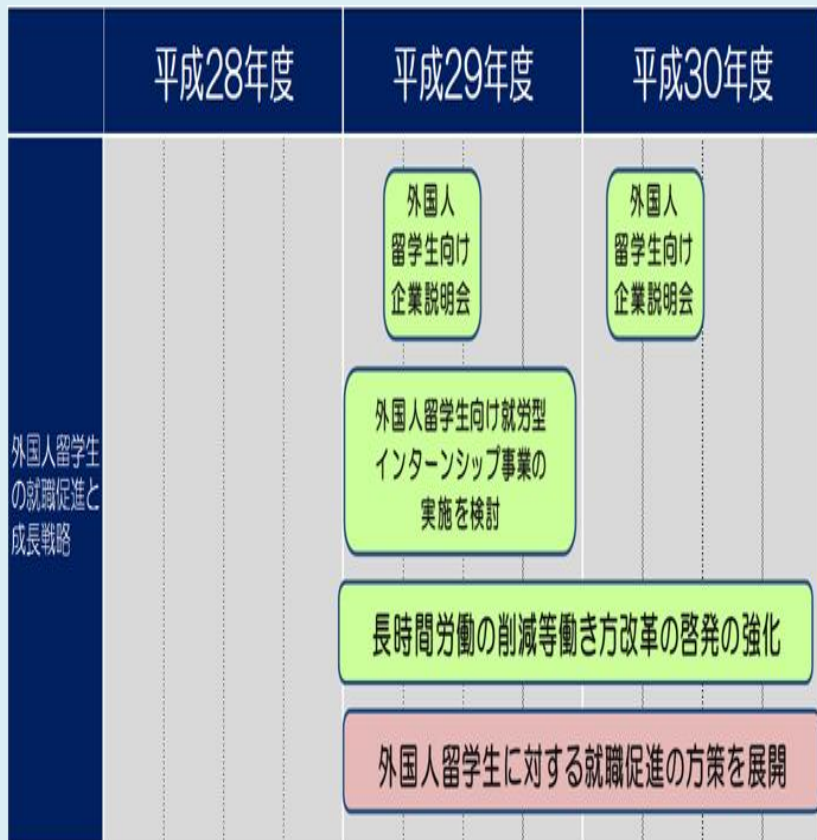 平成28年度
平成29年度
平成30年度
外国人留学生
の就職促進と
成長戦略
外国人
留学生向け
企業説明会
外国人
留学生向け
企業説明会
外国人留学生向け就労型
インターンシップ事業の
実施を検討
長時間労働の削減等働き方改革の啓発の強化
外国人留学生に対する就職促進の方策を展開